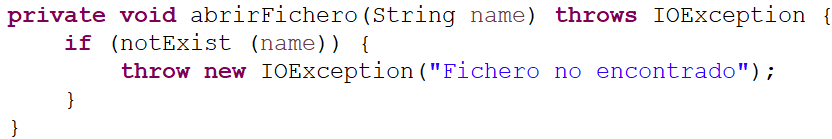 private void abrirFichero(String name) throws IOException {
    if (notExist (name)) {
        throw new IOException("Fichero no encontrado");
    }
}